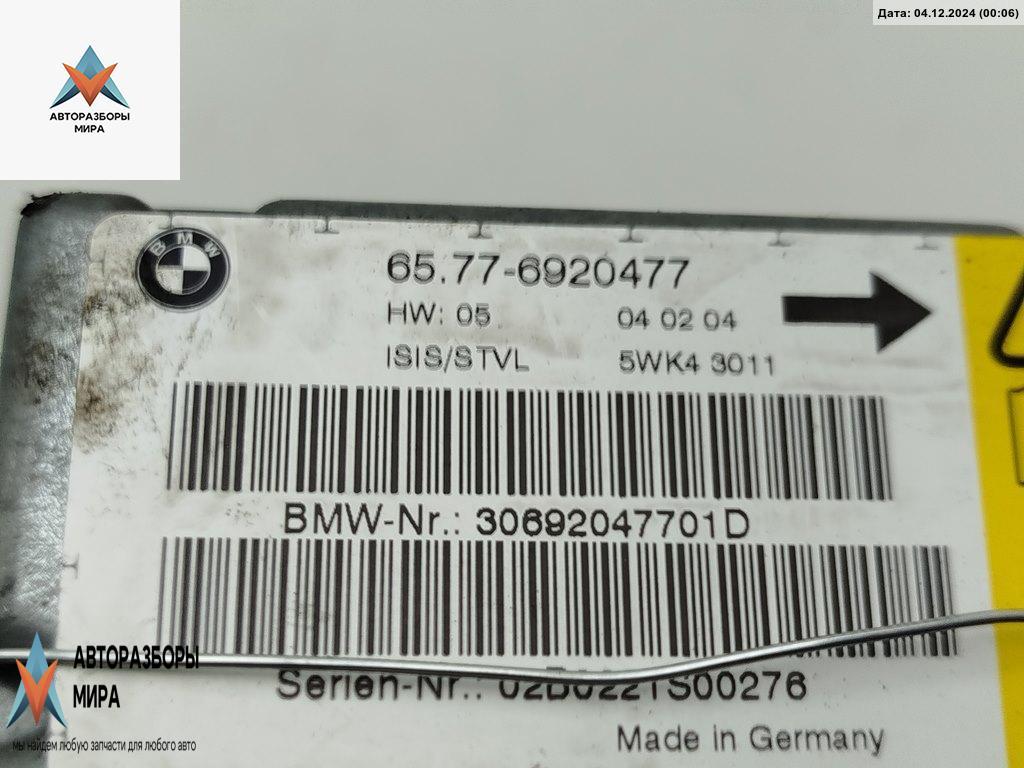 Дата: 04.12.2024 (00:06)
АВТОРАЗБОРЫ
МИРА
BMW
65.77-6920477
HW: 05
04 02 04
ISIS/STVL
5WK4 3011
BMW-Nr.: 30692047701D
АВТОРАЗБОРЫ
МИРА
Serien-Nr.:
мы найдем любую запчасти для любого авто
Made in Germany